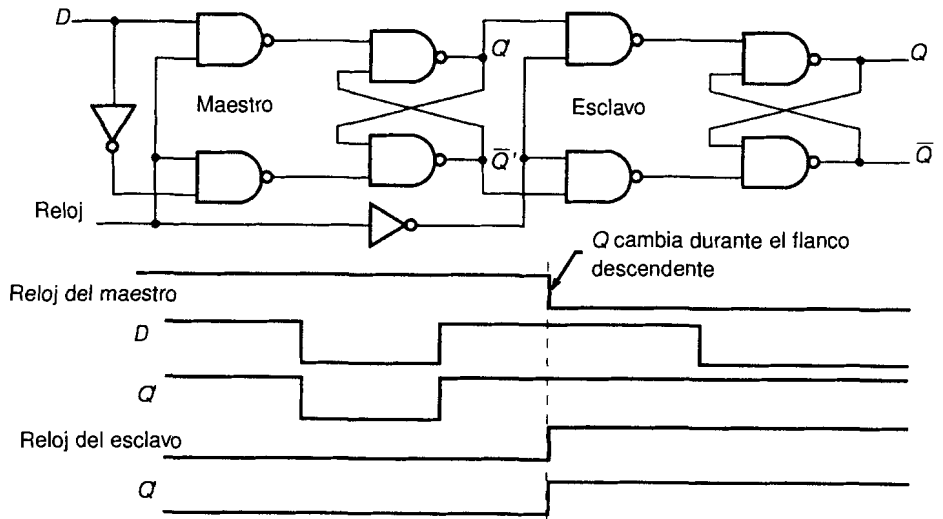 D
Q'
Q
Maestro
Esclavo
Q̅'
Q̅
Reloj
Q cambia durante el flanco
descendente
Reloj del maestro
D
Q'
Reloj del esclavo
Q'